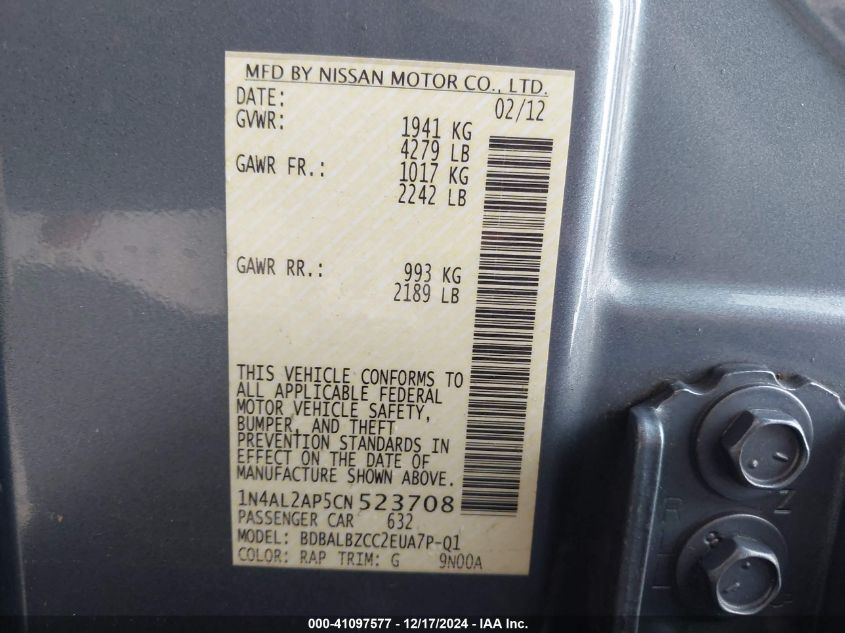 MFD BY NISSAN MOTOR CO., LTD.
DATE: 02/12
GVWR: 1941 KG
4279 LB
GAWR FR.: 1017 KG
2242 LB
GAWR RR.: 993 KG
2189 LB
THIS VEHICLE CONFORMS TO
ALL APPLICABLE FEDERAL
MOTOR VEHICLE SAFETY,
BUMPER, AND THEFT
PREVENTION STANDARDS IN
EFFECT ON THE DATE OF
MANUFACTURE SHOWN ABOVE.
1N4AL2AP5CN 523708
PASSENGER CAR 632
MODEL: BDBALBZCC2EUA7P-Q1
COLOR: RAP TRIM: G 9N00A
000-41097577 - 12/17/2024 - IAA Inc.